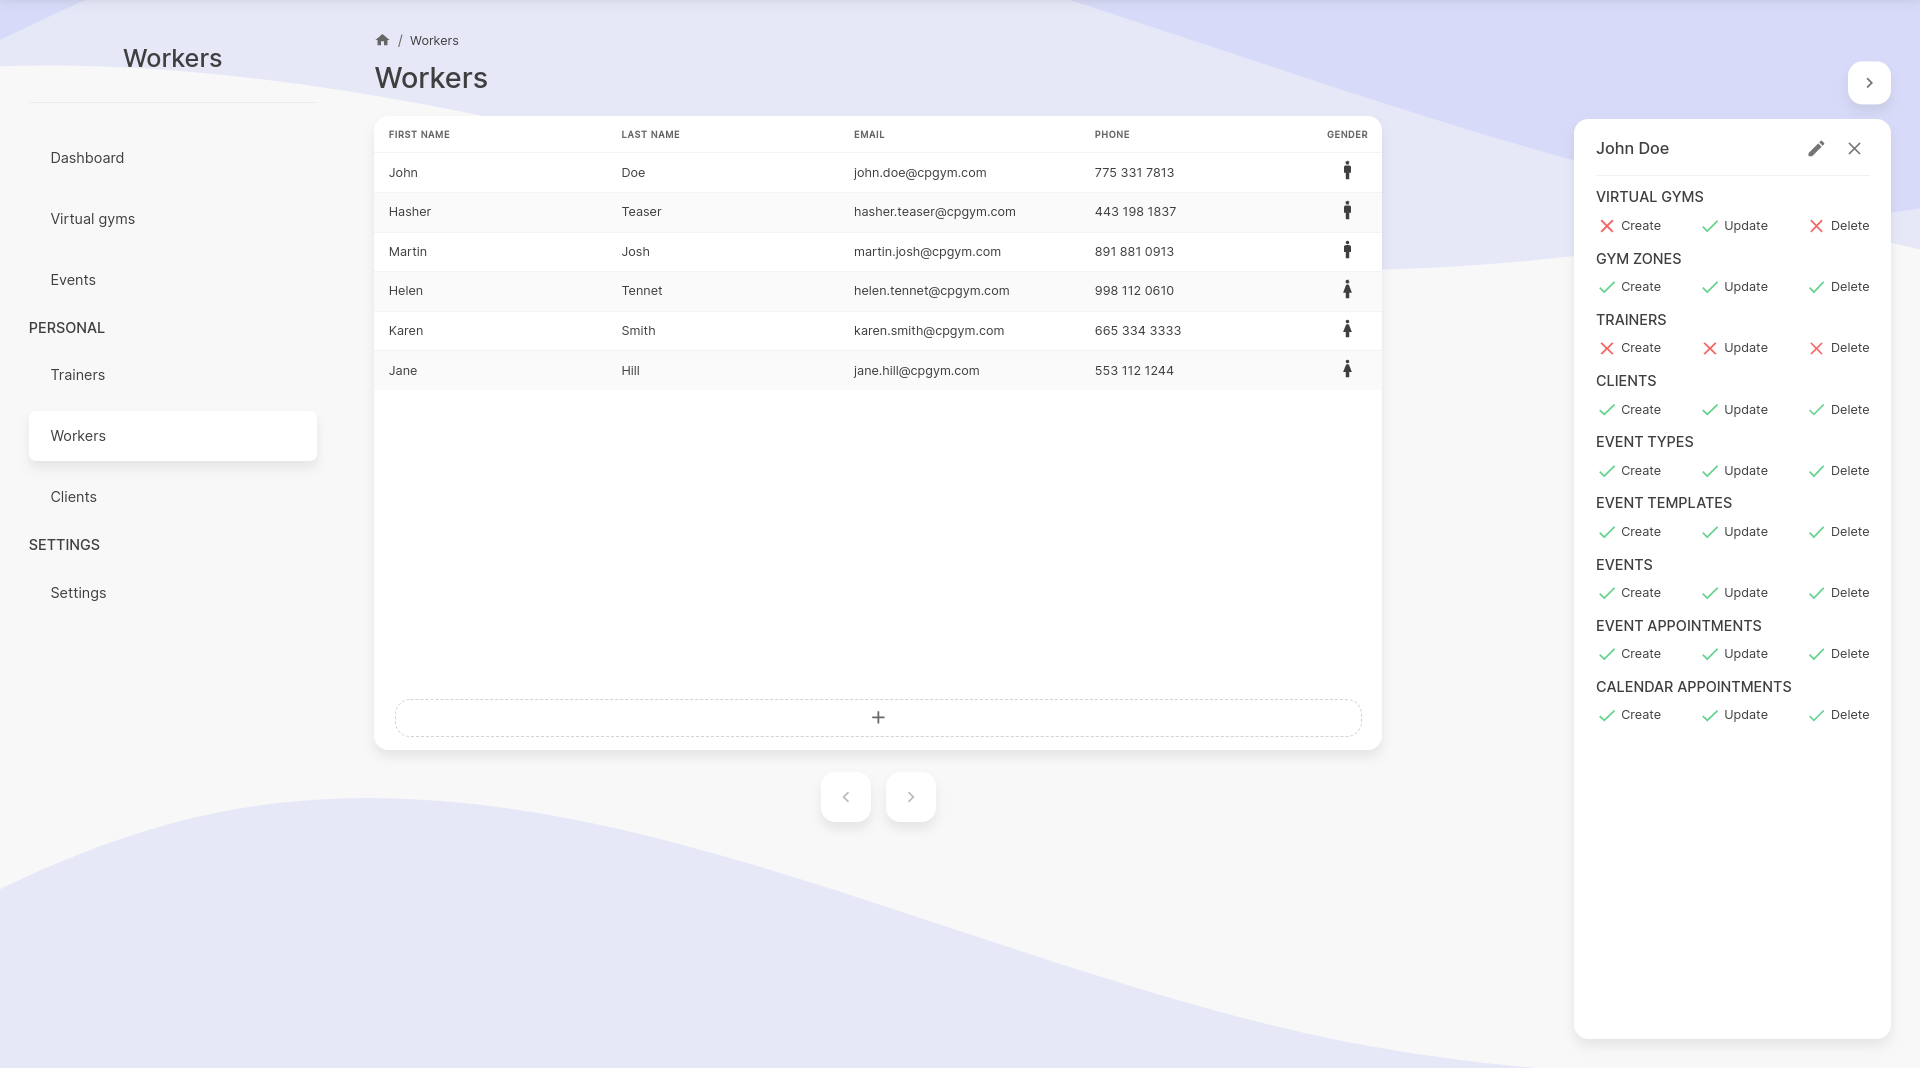 Workers
Dashboard
Virtual gyms
Events
PERSONAL
Trainers
Workers
Clients
SETTINGS
Settings
/ Workers
Workers
FIRST NAME LAST NAME EMAIL PHONE GENDER
John Doe john.doe@cpgym.com 775 331 7813
Hasher Teaser hasher.teaser@cpgym.com 443 198 1837
Martin Josh martin.josh@cpgym.com 891 881 0913
Helen Tennet helen.tennet@cpgym.com 998 112 0610
Karen Smith karen.smith@cpgym.com 665 334 3333
Jane Hill jane.hill@cpgym.com 553 112 1244
John Doe
VIRTUAL GYMS
Create Update Delete
GYM ZONES
Create Update Delete
TRAINERS
Create Update Delete
CLIENTS
Create Update Delete
EVENT TYPES
Create Update Delete
EVENT TEMPLATES
Create Update Delete
EVENTS
Create Update Delete
EVENT APPOINTMENTS
Create Update Delete
CALENDAR APPOINTMENTS
Create Update Delete